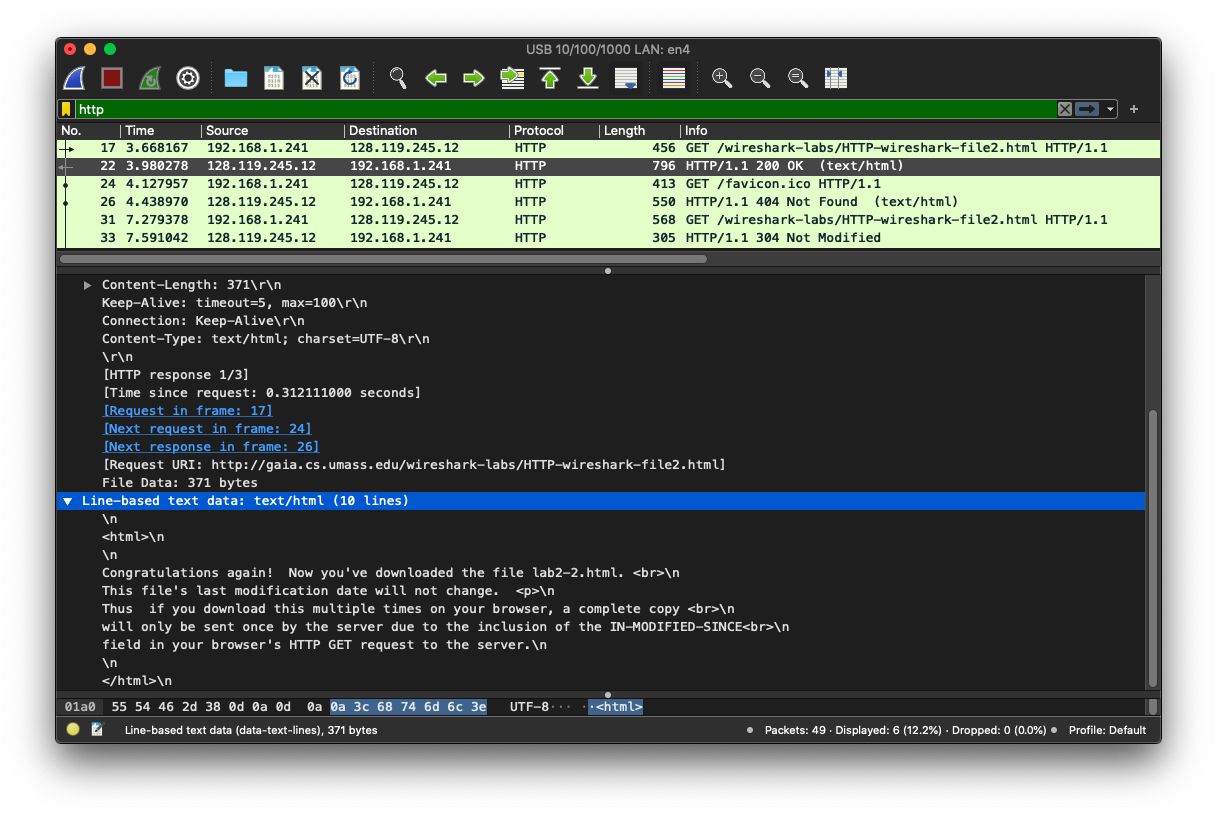 USB 10/100/1000 LAN: en4
http
No. Time Source Destination Protocol Length Info
17 3.668167 192.168.1.241 128.119.245.12 HTTP 456 GET /wireshark-labs/HTTP-wireshark-file2.html HTTP/1.1
22 3.980278 128.119.245.12 192.168.1.241 HTTP 796 HTTP/1.1 200 OK  (text/html)
24 4.127957 192.168.1.241 128.119.245.12 HTTP 413 GET /favicon.ico HTTP/1.1
26 4.438970 128.119.245.12 192.168.1.241 HTTP 550 HTTP/1.1 404 Not Found  (text/html)
31 7.279378 192.168.1.241 128.119.245.12 HTTP 568 GET /wireshark-labs/HTTP-wireshark-file2.html HTTP/1.1
33 7.591042 128.119.245.12 192.168.1.241 HTTP 305 HTTP/1.1 304 Not Modified
Content-Length: 371\r\n
Keep-Alive: timeout=5, max=100\r\n
Connection: Keep-Alive\r\n
Content-Type: text/html; charset=UTF-8\r\n
\r\n
[HTTP response 1/3]
[Time since request: 0.312111000 seconds]
[Request in frame: 17]
[Next request in frame: 24]
[Next response in frame: 26]
[Request URI: http://gaia.cs.umass.edu/wireshark-labs/HTTP-wireshark-file2.html]
File Data: 371 bytes
Line-based text data: text/html (10 lines)
\n
<html>\n
\n
Congratulations again!  Now you've downloaded the file lab2-2.html. <br>\n
This file's last modification date will not change.  <p>\n
Thus  if you download this multiple times on your browser, a complete copy <br>\n
will only be sent once by the server due to the inclusion of the IN-MODIFIED-SINCE<br>\n
field in your browser's HTTP GET request to the server.\n
\n
</html>\n
01a0 55 54 46 2d 38 0d 0a 0d 0a 0a 3c 68 74 6d 6c 3e UTF-8··· ··<html>
Line-based text data (data-text-lines), 371 bytes
Packets: 49 · Displayed: 6 (12.2%) · Dropped: 0 (0.0%)
Profile: Default